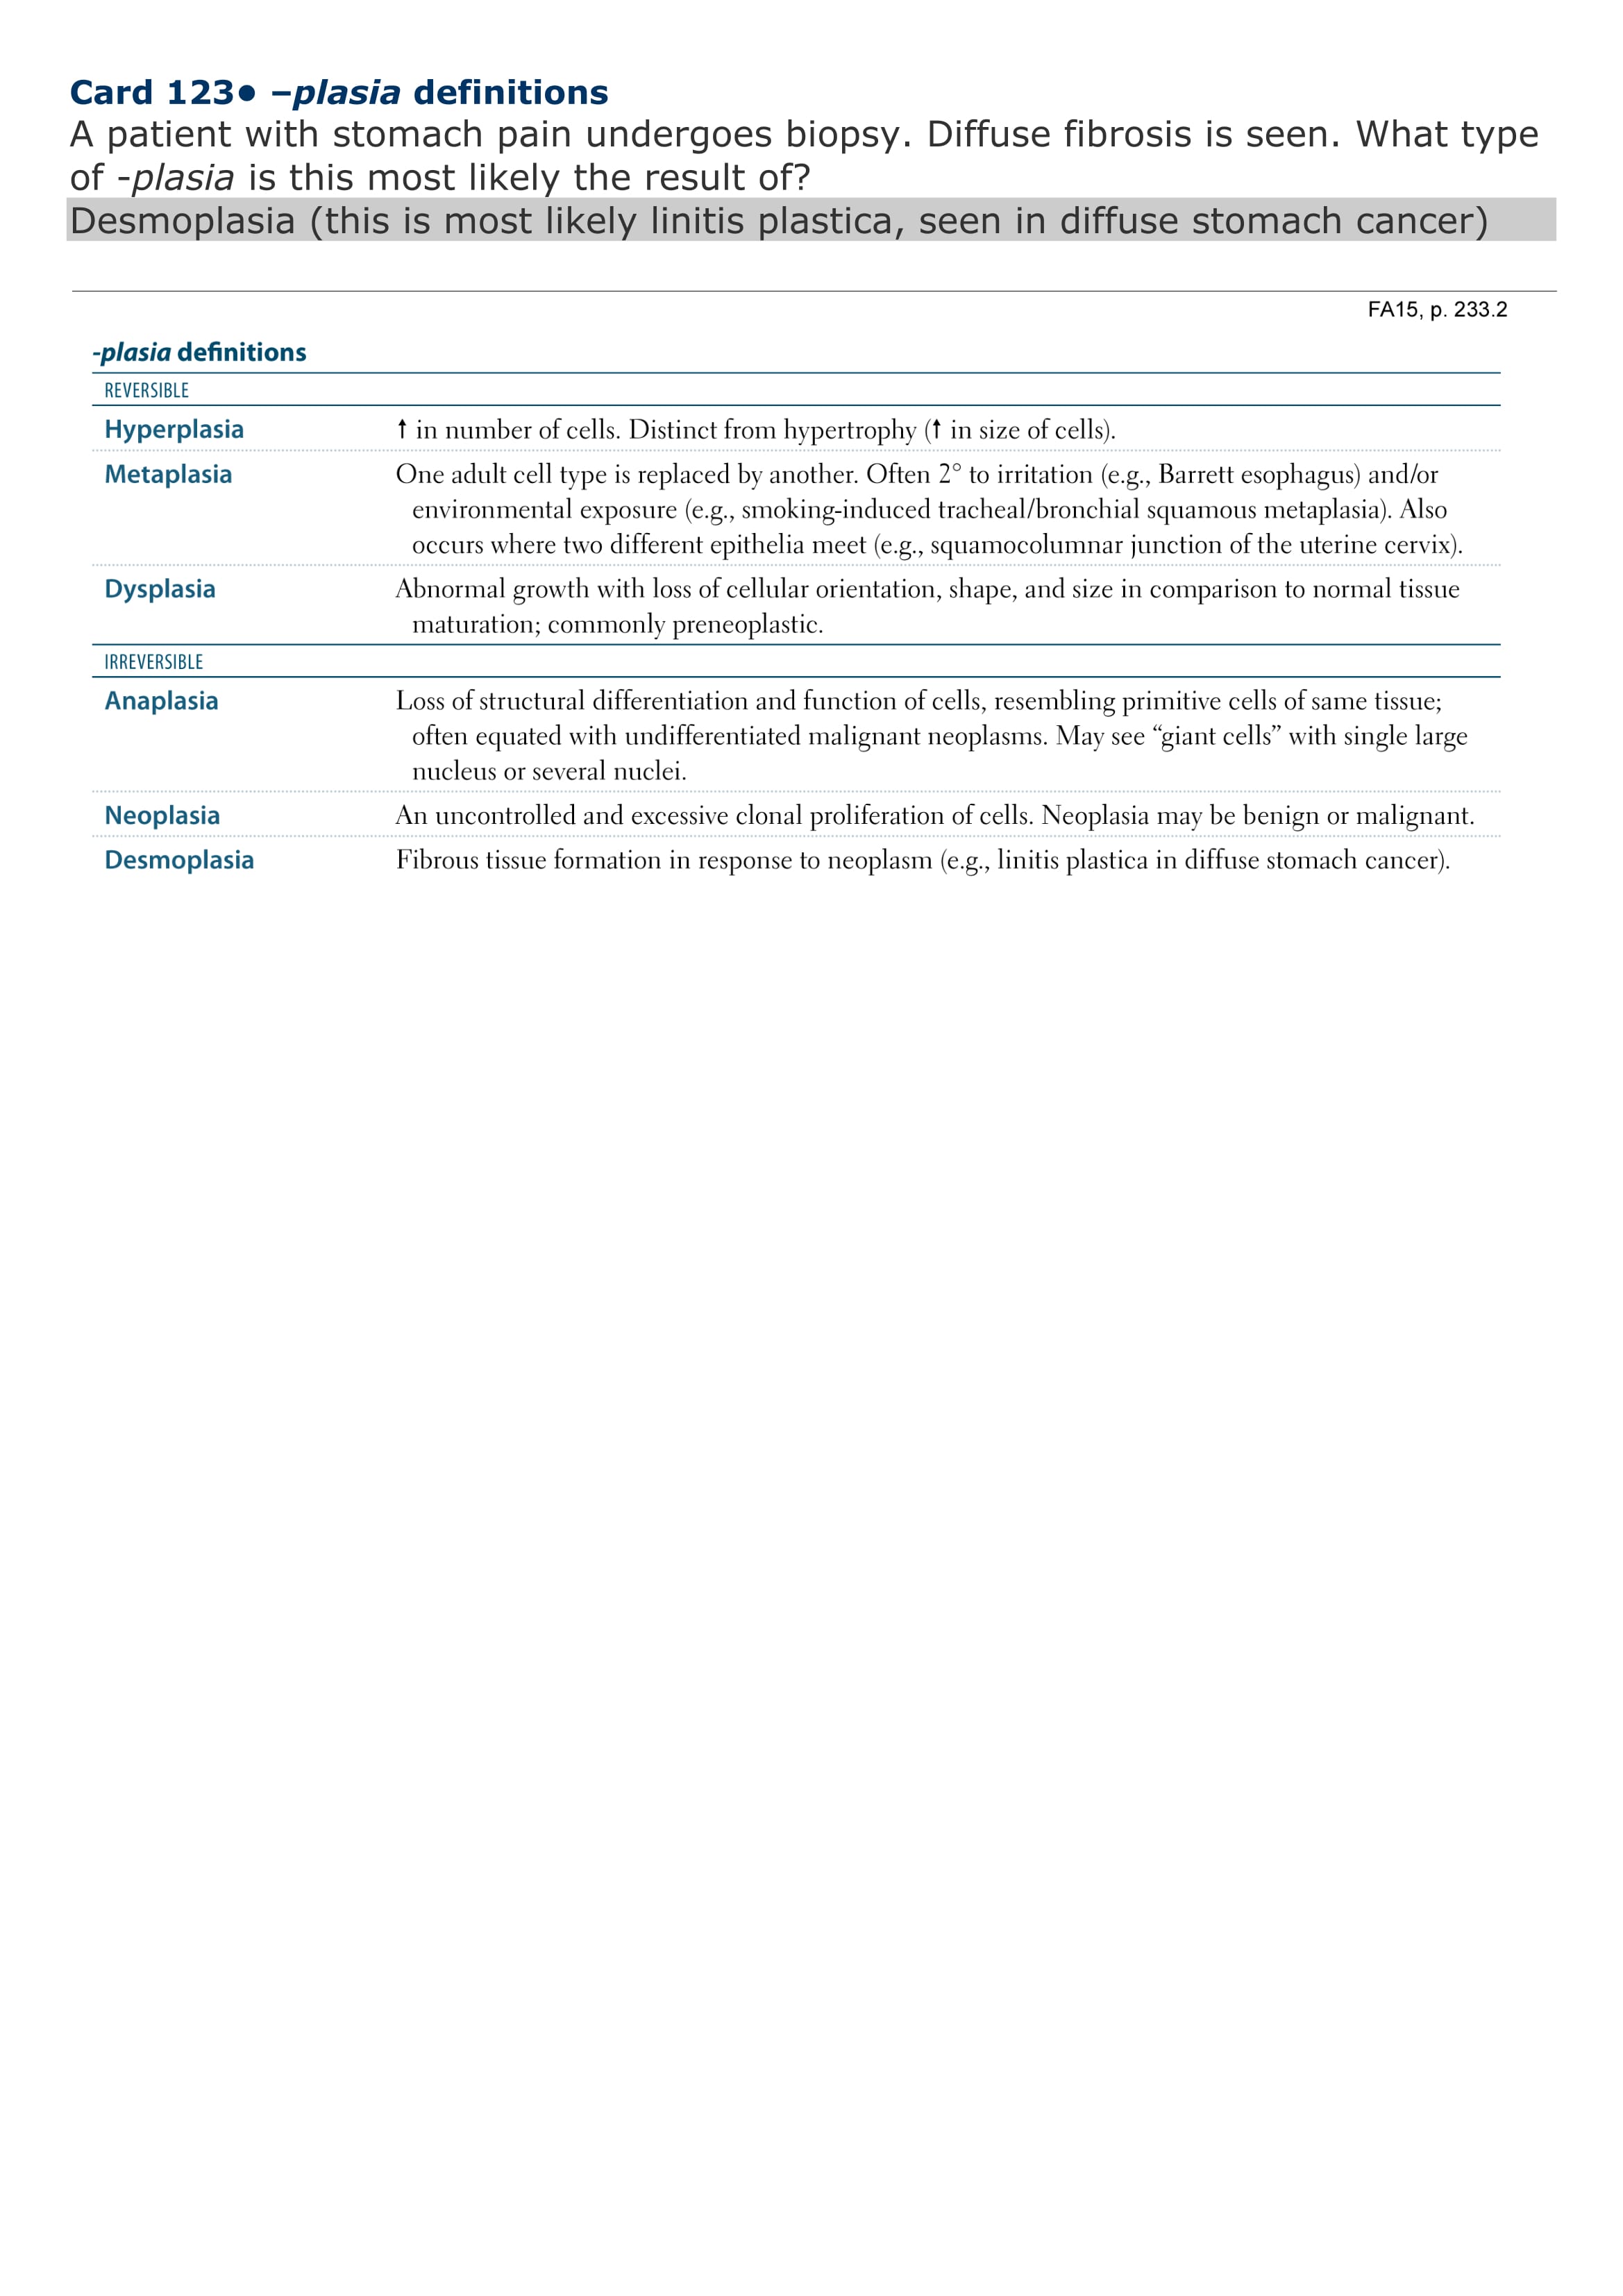 Card 123● –plasia definitions
A patient with stomach pain undergoes biopsy. Diffuse fibrosis is seen. What type
of -plasia is this most likely the result of?
Desmoplasia (this is most likely linitis plastica, seen in diffuse stomach cancer)
FA15, p. 233.2
-plasia definitions
REVERSIBLE
Hyperplasia ↑ in number of cells. Distinct from hypertrophy (↑ in size of cells).
Metaplasia One adult cell type is replaced by another. Often 2° to irritation (e.g., Barrett esophagus) and/or
environmental exposure (e.g., smoking-induced tracheal/bronchial squamous metaplasia). Also
occurs where two different epithelia meet (e.g., squamocolumnar junction of the uterine cervix).
Dysplasia Abnormal growth with loss of cellular orientation, shape, and size in comparison to normal tissue
maturation; commonly preneoplastic.
IRREVERSIBLE
Anaplasia Loss of structural differentiation and function of cells, resembling primitive cells of same tissue;
often equated with undifferentiated malignant neoplasms. May see “giant cells” with single large
nucleus or several nuclei.
Neoplasia An uncontrolled and excessive clonal proliferation of cells. Neoplasia may be benign or malignant.
Desmoplasia Fibrous tissue formation in response to neoplasm (e.g., linitis plastica in diffuse stomach cancer).